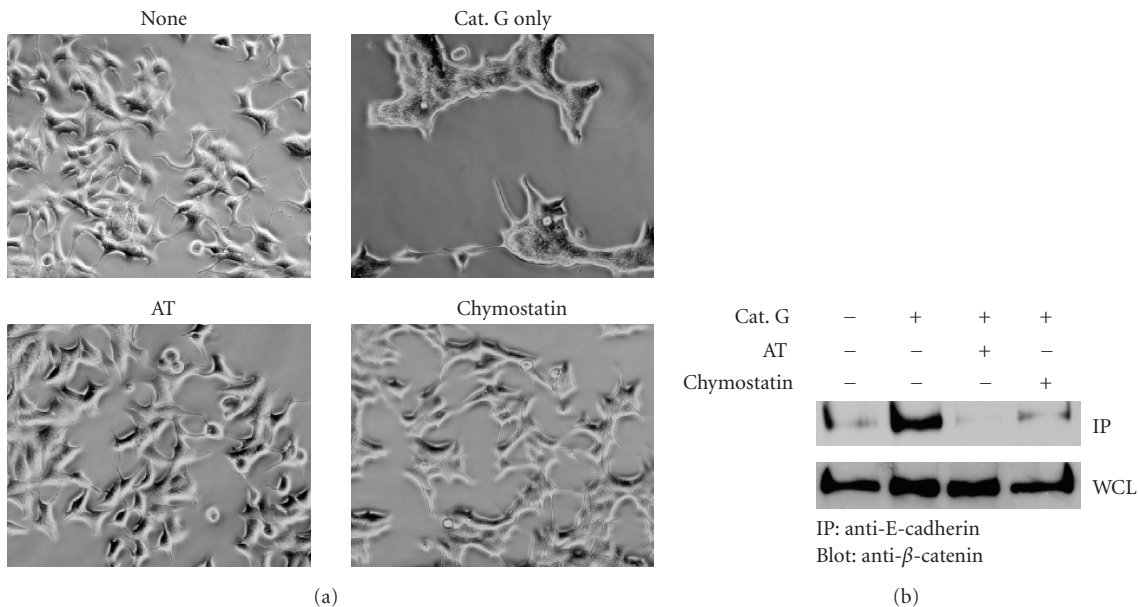 None
Cat. G only
AT
Chymostatin
(a)
Cat. G − + + +
AT − − + −
Chymostatin − − − +
IP
WCL
IP: anti-E-cadherin
Blot: anti-β-catenin
(b)